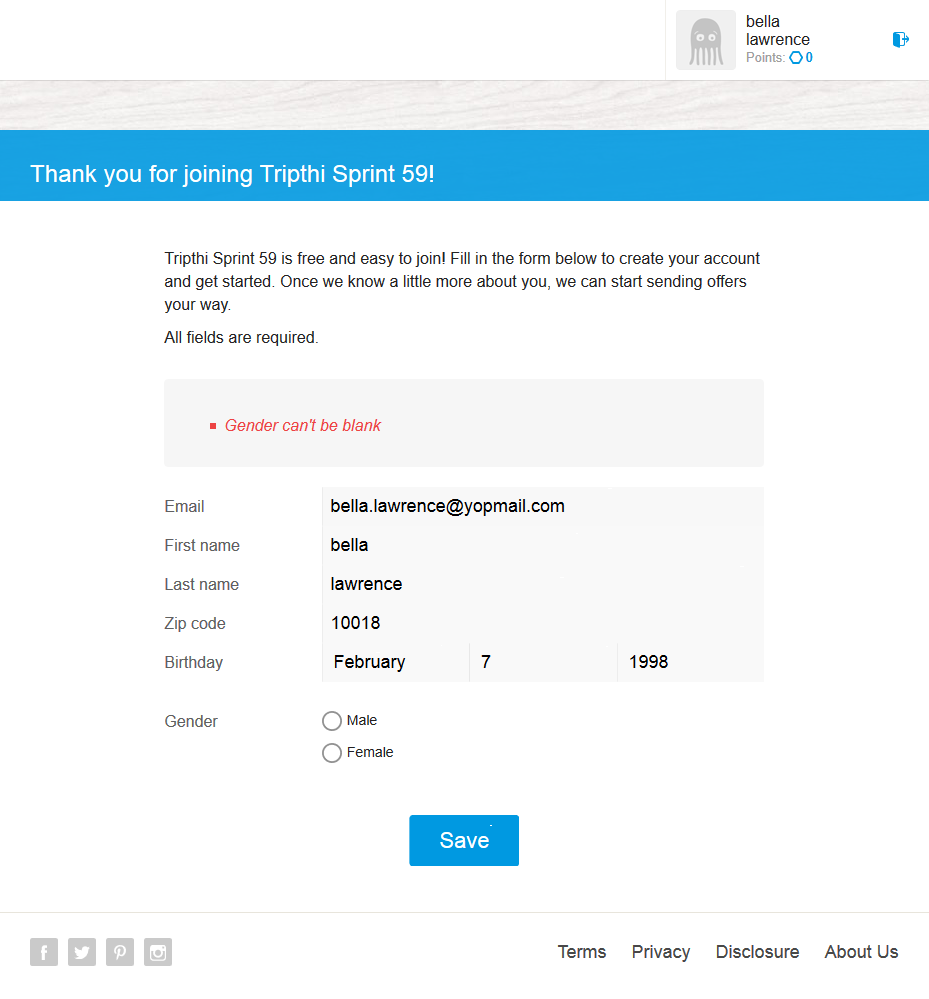 bella
lawrence
Points: 0
Thank you for joining Tripthi Sprint 59!
Tripthi Sprint 59 is free and easy to join! Fill in the form below to create your account
and get started. Once we know a little more about you, we can start sending offers
your way.
All fields are required.
Gender can't be blank
Email bella.lawrence@yopmail.com
First name bella
Last name lawrence
Zip code 10018
Birthday February 7 1998
Gender Male
Female
Save
Terms Privacy Disclosure About Us